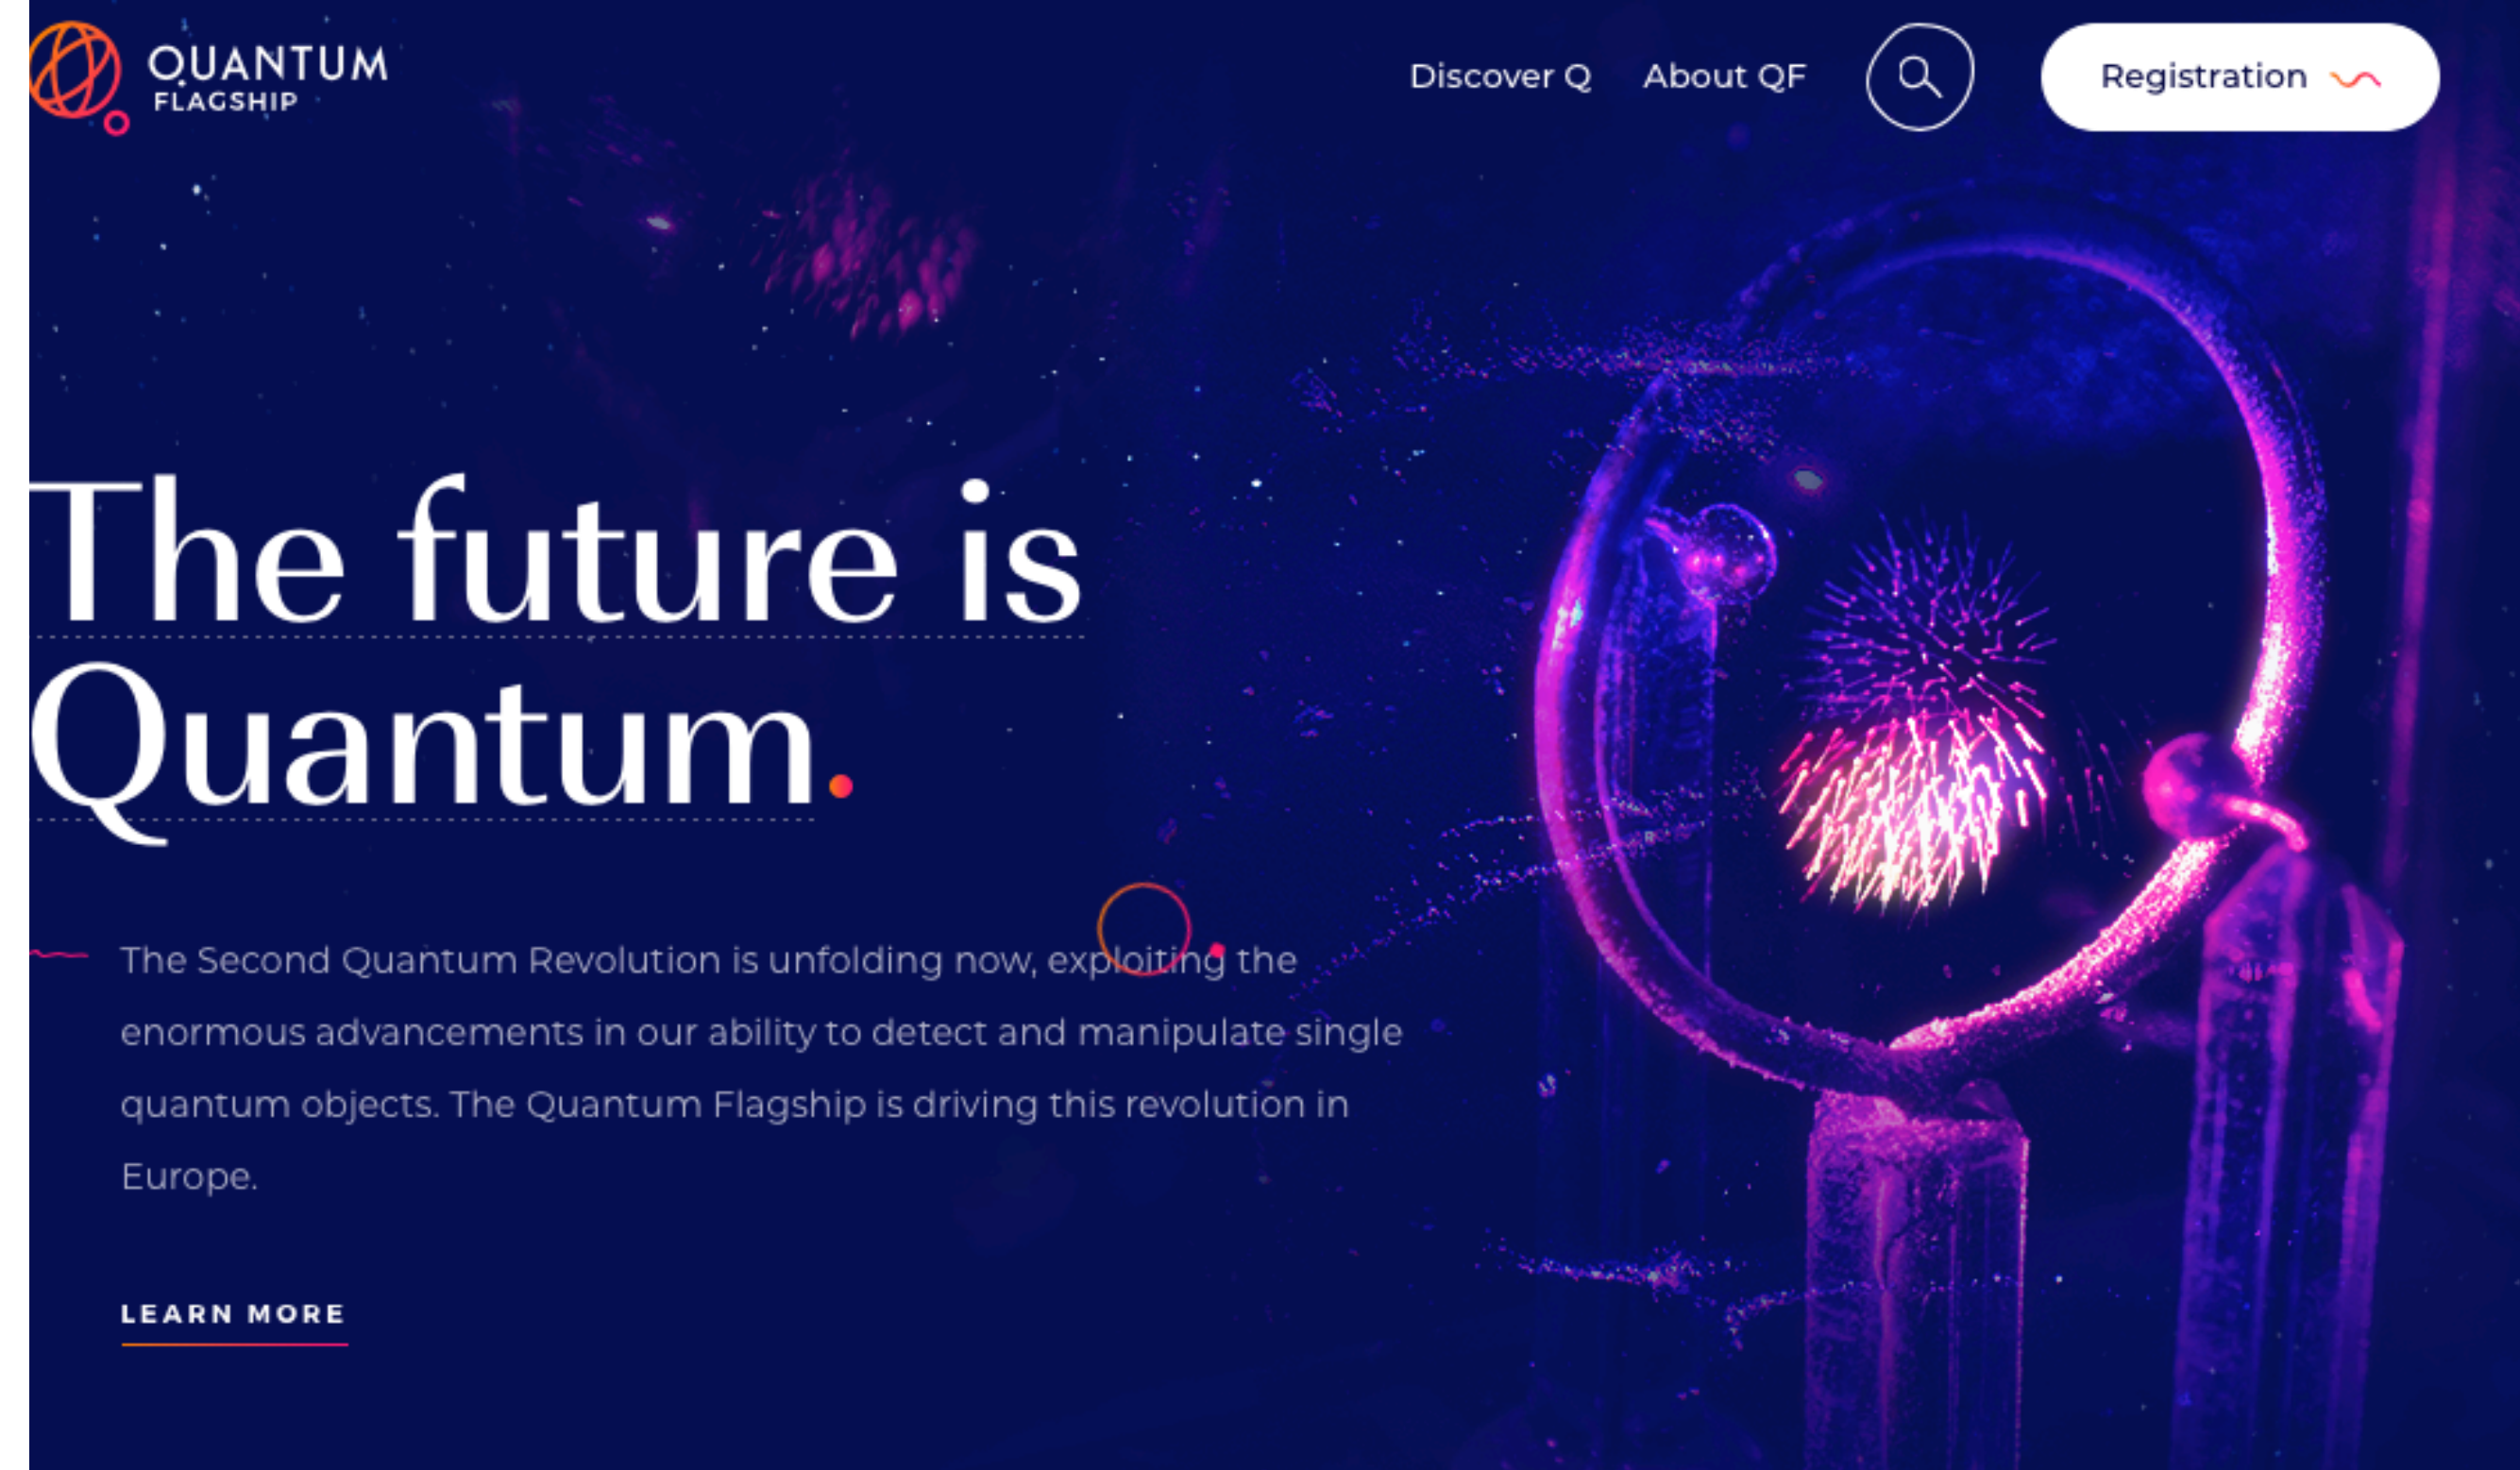 QUANTUM
FLAGSHIP
Discover Q
About QF
Registration
The future is
Quantum.
The Second Quantum Revolution is unfolding now, exploiting the
enormous advancements in our ability to detect and manipulate single
quantum objects. The Quantum Flagship is driving this revolution in
Europe.
LEARN MORE